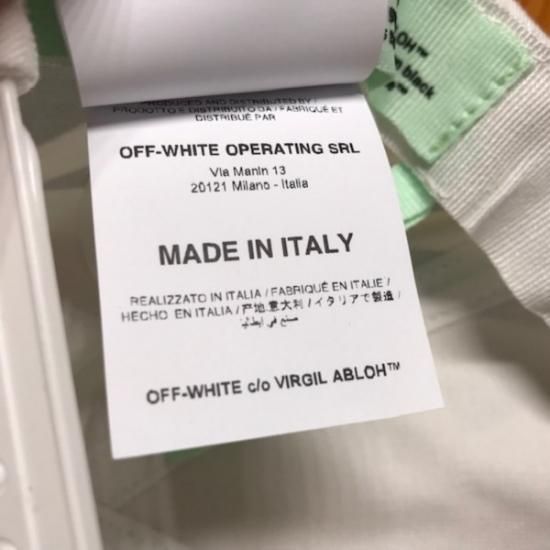 PRODUCED AND DISTRIBUTED BY /
PRODOTTO E DISTRIBUITO DA / FABRIQUÉ ET
DISTRIBUÉ PAR
OFF-WHITE OPERATING SRL
Via Manin 13
20121 Milano - Italia
MADE IN ITALY
REALIZZATO IN ITALIA / FABRIQUÉ EN ITALIE /
HECHO EN ITALIA / 产地意大利 / イタリアで製造 /
صنع في إيطاليا
OFF-WHITE c/o VIRGIL ABLOH™
LOH™
black